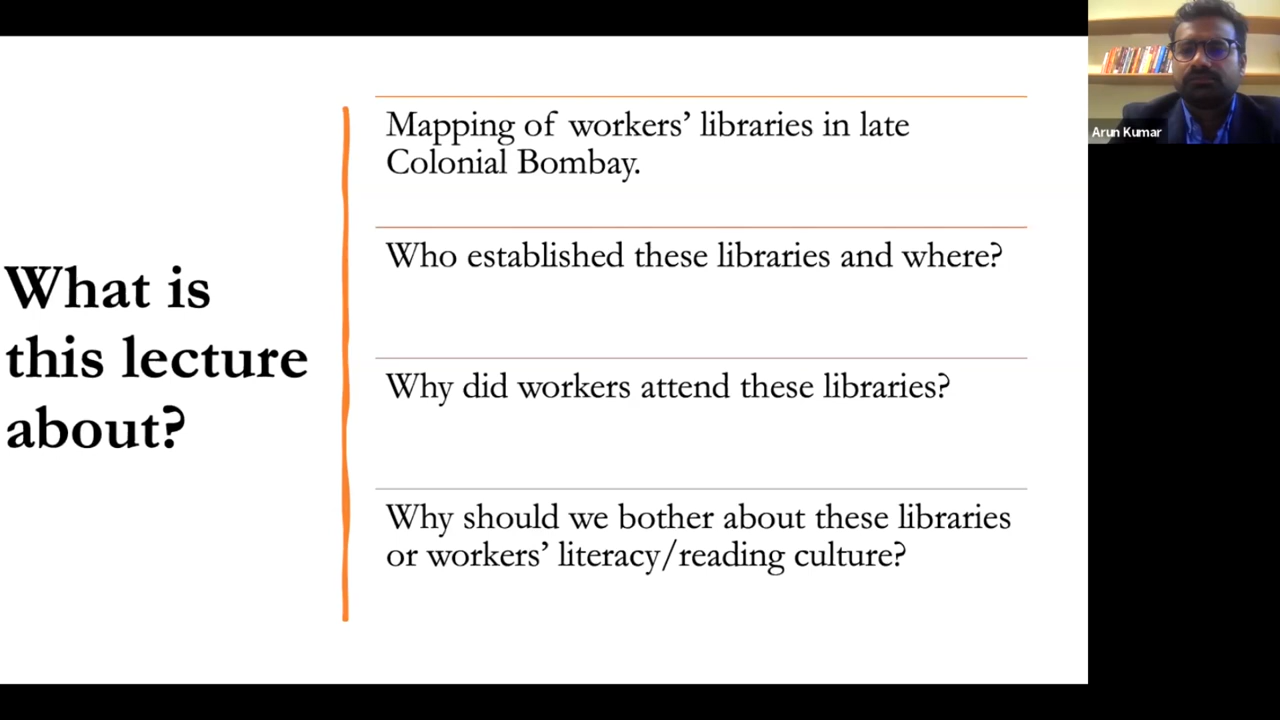 What is
this lecture
about?
Mapping of workers’ libraries in late
Colonial Bombay.
Who established these libraries and where?
Why did workers attend these libraries?
Why should we bother about these libraries
or workers’ literacy/reading culture?
Arun Kumar